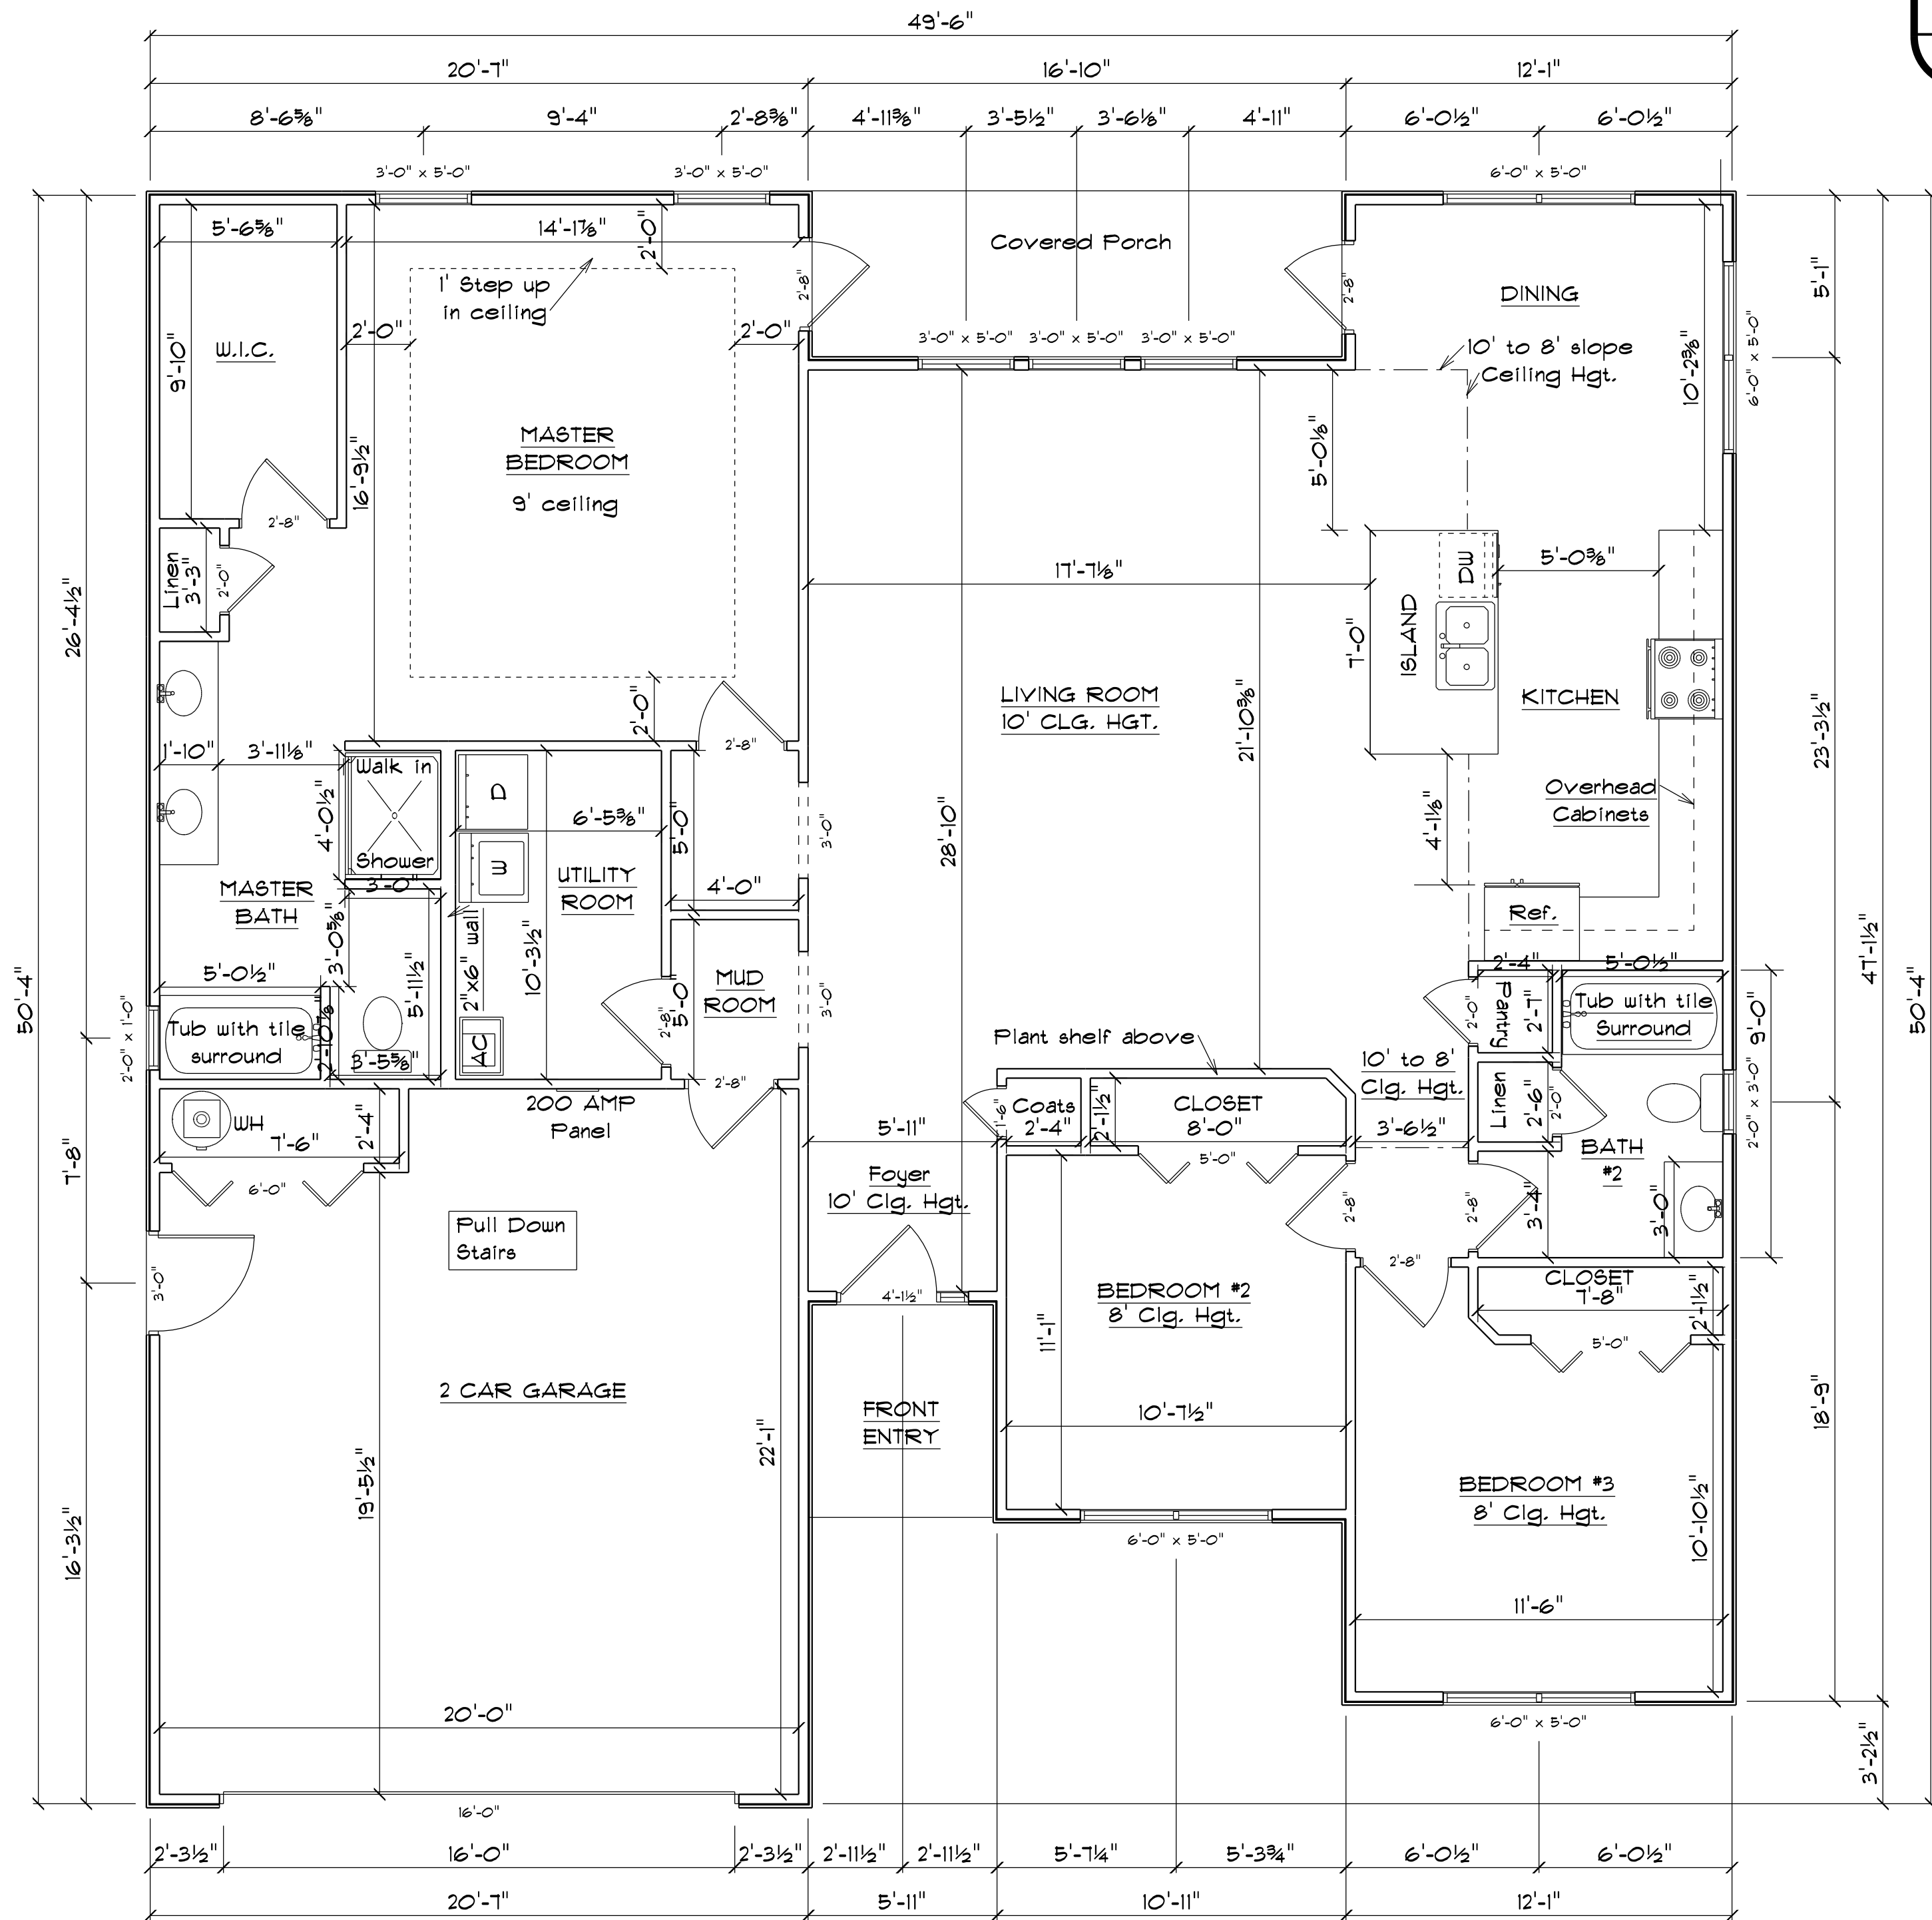 49'-6"
20'-7" 16'-10" 12'-1"
8'-6⅝" 9'-4" 2'-8⅜" 4'-11⅜" 3'-5½" 3'-6⅛" 4'-11" 6'-0½" 6'-0½"
3'-0" x 5'-0" 3'-0" x 5'-0" 6'-0" x 5'-0"
5'-6⅝" 14'-1⅞" 2'-0"
Covered Porch
5'-1"
1' Step up
in ceiling
2'-8" 2'-8"
DINING
2'-0" 2'-0"
3'-0" x 5'-0" 3'-0" x 5'-0" 3'-0" x 5'-0"
10' to 8' slope
Ceiling Hgt.
W.I.C.
9'-10"
10'-2⅜"
6'-0" x 5'-0"
MASTER
BEDROOM
9' ceiling
16'-9½"
5'-0⅛"
2'-8"
Linen
3'-3"
2'-0"
26'-4½"
17'-7⅛"
DW
5'-0⅜"
ISLAND
7'-0"
LIVING ROOM
10' CLG. HGT.
KITCHEN
23'-3½"
21'-10⅜"
2'-0"
2'-8"
1'-10" 3'-11⅛"
Walk in
Shower
4'-0½"
D
W
6'-5⅜"
5'-0"
3'-0"
28'-10"
4'-1⅛"
Overhead
Cabinets
3'-0"
UTILITY
ROOM
4'-0"
MASTER
BATH
Ref.
3'-0⅝"
2"x6" wall
10'-3½"
47'-1½"
50'-4"
50'-4"
5'-0½"
5'-11½"
MUD
ROOM
5'-0"
3'-0"
2'-8"
2'-4" 5'-0½"
Pantry
2'-1"
2'-0"
Tub with tile
Surround
9'-0"
2'-0" x 1'-0"
Tub with tile
surround
2'-10⅛"
3'-5⅝"
AC
Plant shelf above
10' to 8'
Clg. Hgt.
2'-8"
200 AMP
Panel
WH
7'-6"
2'-4"
1'-6"
Coats
2'-4"
2'-1½"
CLOSET
8'-0"
5'-11"
3'-6½"
Linen
2'-6"
2'-0"
2'-0" x 3'-0"
BATH
#2
7'-8"
6'-0"
5'-0"
Foyer
10' Clg. Hgt.
2'-8" 2'-8"
3'-4"
3'-0"
Pull Down
Stairs
3'-0"
2'-8"
4'-1½"
BEDROOM #2
8' Clg. Hgt.
CLOSET
7'-8"
2'-1½"
5'-0"
11'-1"
2 CAR GARAGE
FRONT
ENTRY
10'-7½"
18'-9"
22'-1"
19'-5½"
BEDROOM #3
8' Clg. Hgt.
16'-3½"
6'-0" x 5'-0"
10'-10½"
11'-6"
20'-0"
6'-0" x 5'-0"
3'-2½"
16'-0"
2'-3½" 16'-0" 2'-3½" 2'-11½" 2'-11½" 5'-7¼" 5'-3¾" 6'-0½" 6'-0½"
20'-7" 5'-11" 10'-11" 12'-1"